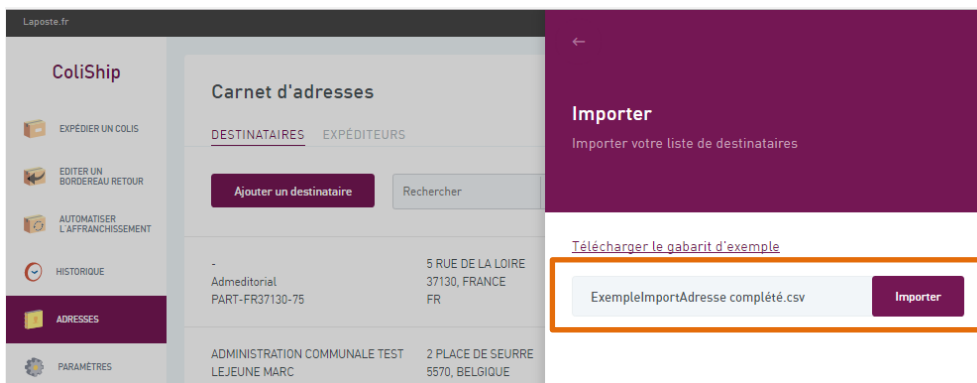 Laposte.fr
ColiShip
EXPÉDIER UN COLIS
EDITER UN
BORDEREAU RETOUR
AUTOMATISER
L'AFFRANCHISSEMENT
HISTORIQUE
ADRESSES
PARAMÈTRES
Carnet d'adresses
DESTINATAIRES EXPÉDITEURS
Ajouter un destinataire
Rechercher
-
Admeditorial
PART-FR37130-75
5 RUE DE LA LOIRE
37130, FRANCE
FR
ADMINISTRATION COMMUNALE TEST
LEJEUNE MARC
2 PLACE DE SEURRE
5570, BELGIQUE
←
Importer
Importer votre liste de destinataires
Télécharger le gabarit d'exemple
ExempleImportAdresse complété.csv
Importer